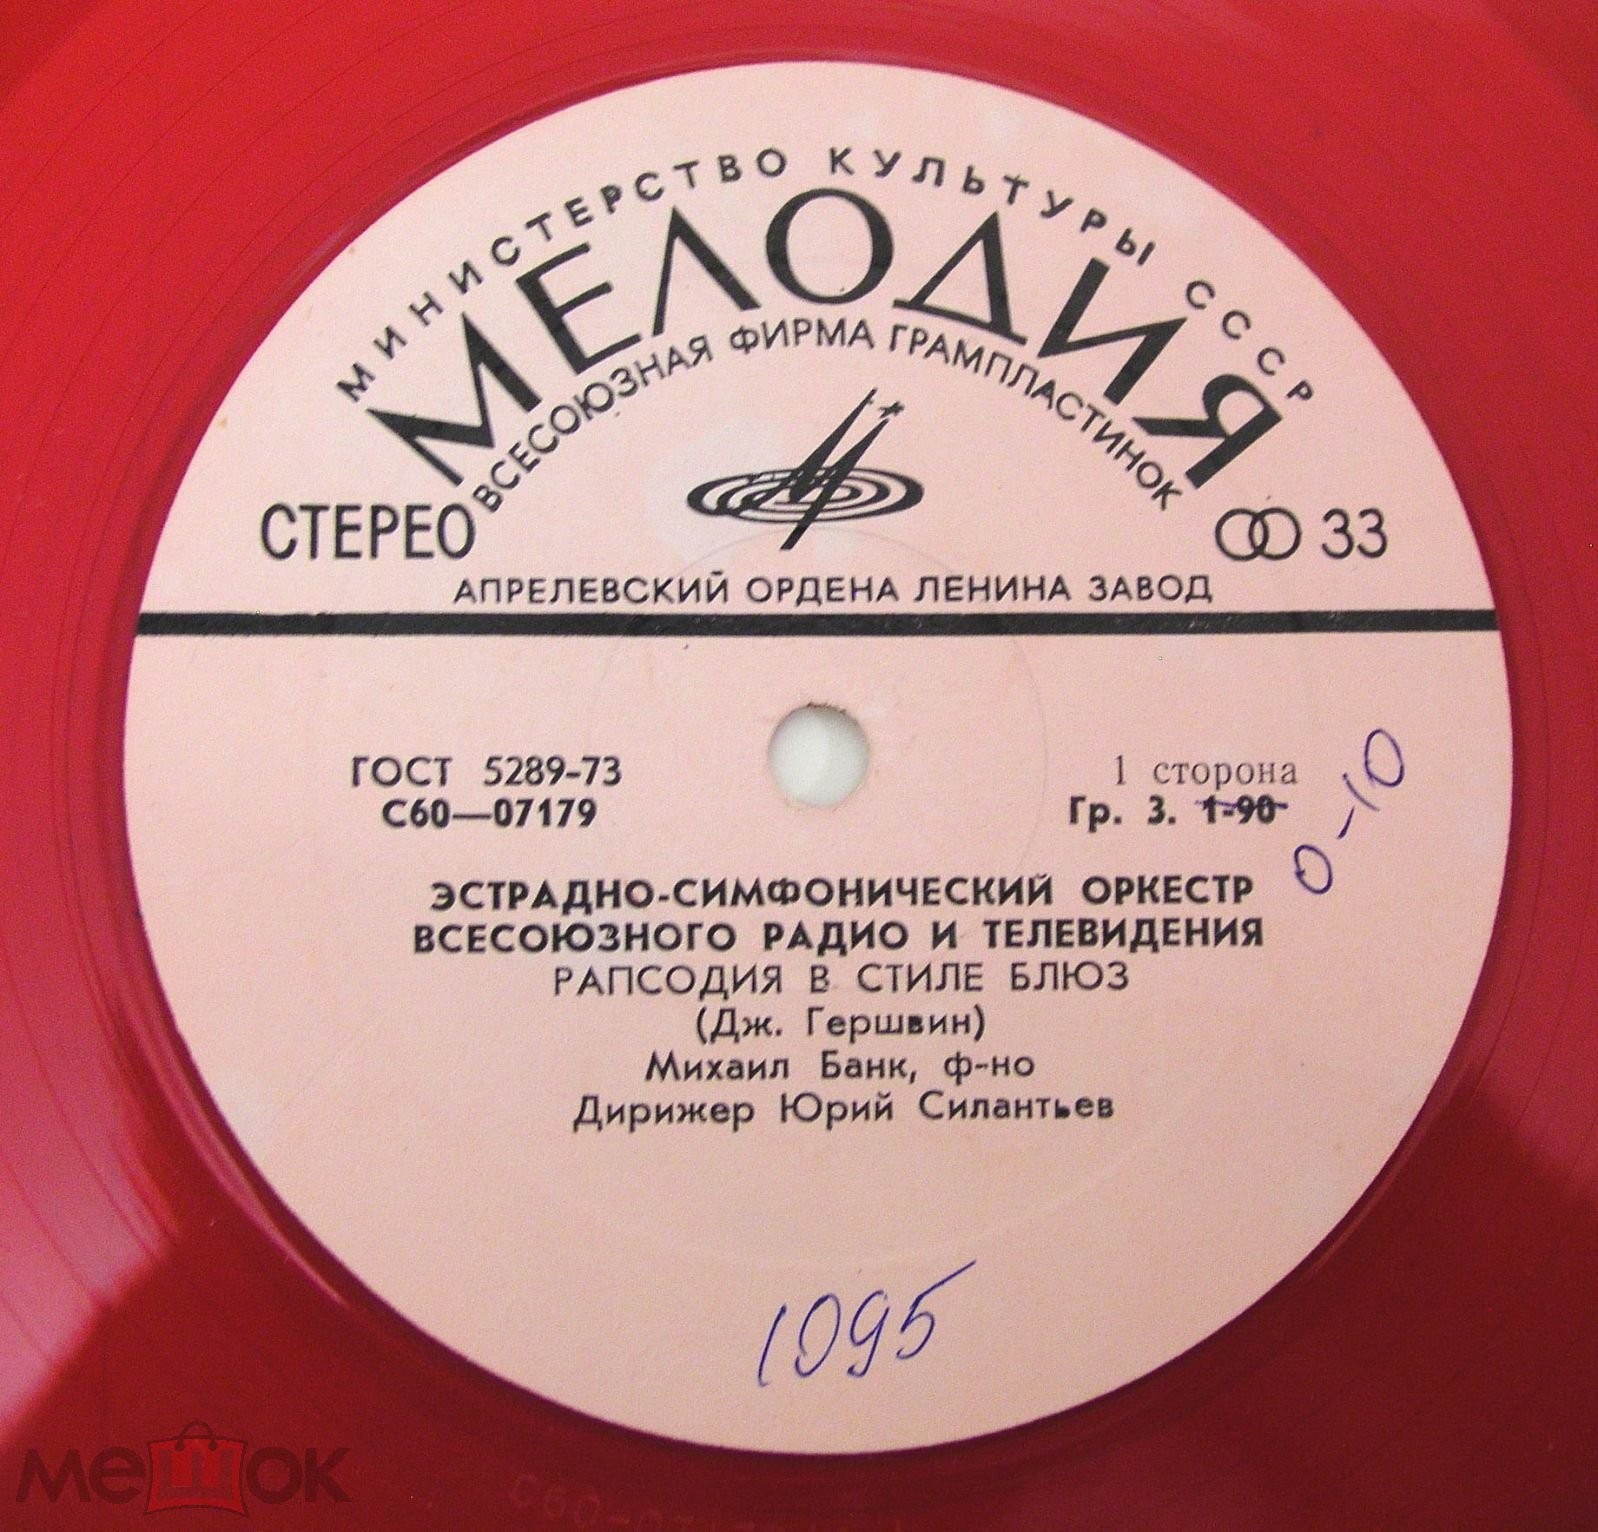 МИНИСТЕРСТВО КУЛЬТУРЫ СССР
МЕЛОДИЯ
ВСЕСОЮЗНАЯ ФИРМА ГРАМПЛАСТИНОК
СТЕРЕО
33
АПРЕЛЕВСКИЙ ОРДЕНА ЛЕНИНА ЗАВОД
ГОСТ 5289-73
1 сторона
С60—07179
Гр. 3. 1-90
0-10
ЭСТРАДНО-СИМФОНИЧЕСКИЙ ОРКЕСТР
ВСЕСОЮЗНОГО РАДИО И ТЕЛЕВИДЕНИЯ
РАПСОДИЯ В СТИЛЕ БЛЮЗ
(Дж. Гершвин)
Михаил Банк, ф-но
Дирижер Юрий Силантьев
1095
мешок